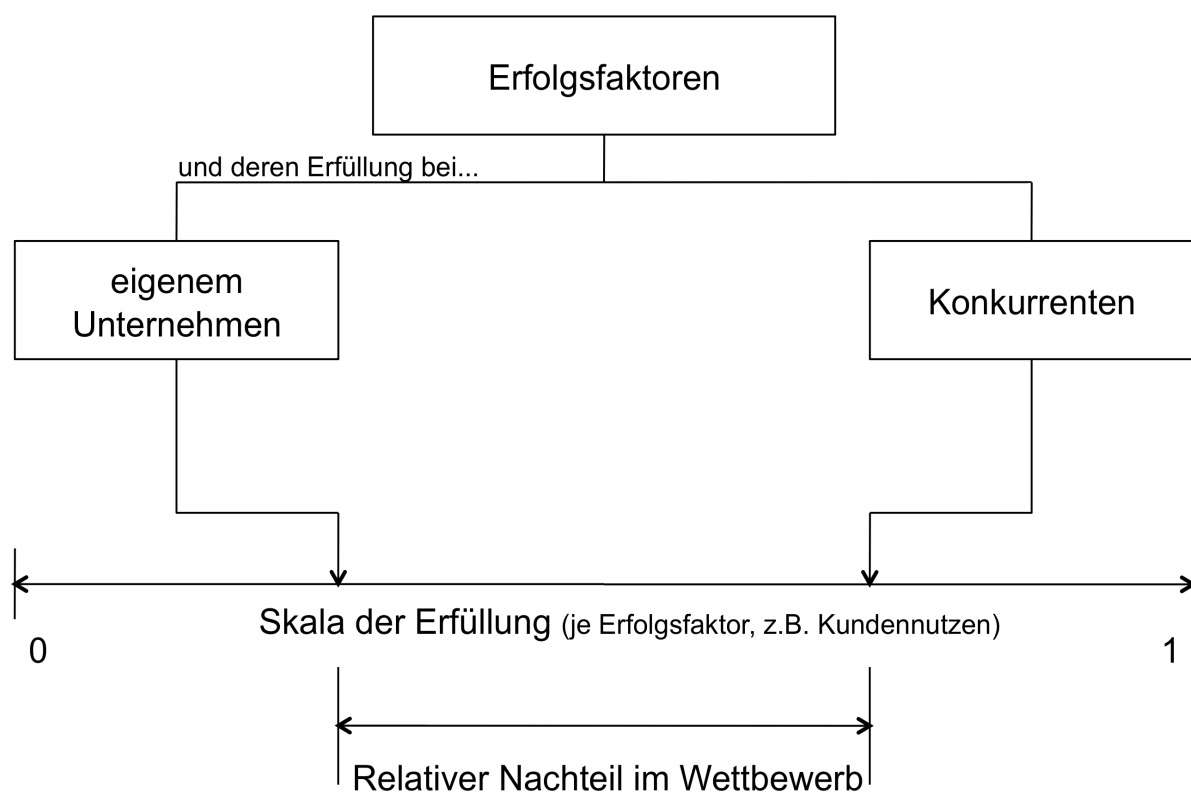 Erfolgsfaktoren
und deren Erfüllung bei...
eigenem
Unternehmen
Konkurrenten
Skala der Erfüllung (je Erfolgsfaktor, z.B. Kundennutzen)
0
1
Relativer Nachteil im Wettbewerb